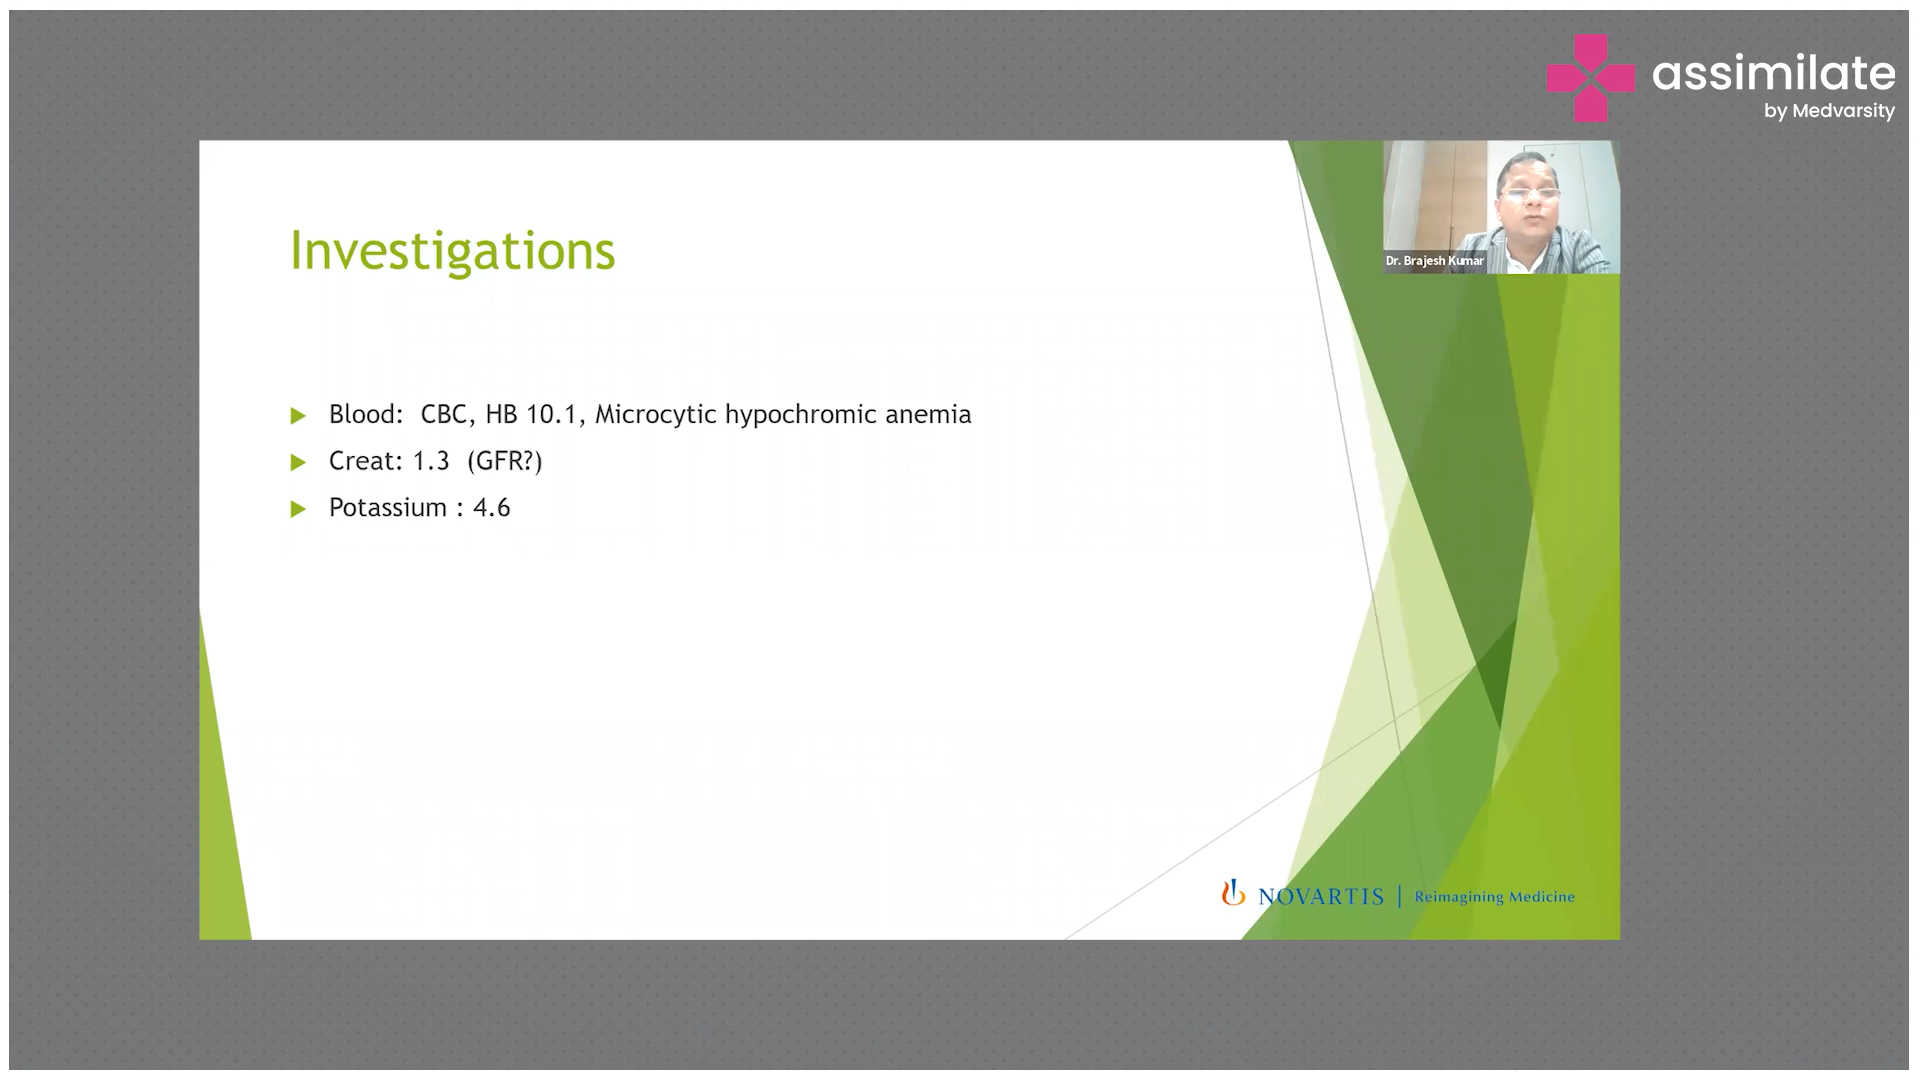 assimilate
by Medvarsity
Dr. Brajesh Kumar
Investigations
Blood:  CBC, HB 10.1, Microcytic hypochromic anemia
Creat: 1.3  (GFR?)
Potassium : 4.6
NOVARTIS | Reimagining Medicine